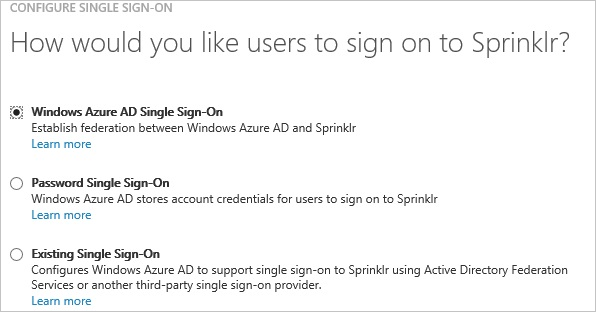 CONFIGURE SINGLE SIGN-ON
How would you like users to sign on to Sprinklr?
Windows Azure AD Single Sign-On
Establish federation between Windows Azure AD and Sprinklr
Learn more
Password Single Sign-On
Windows Azure AD stores account credentials for users to sign on to Sprinklr
Learn more
Existing Single Sign-On
Configures Windows Azure AD to support single sign-on to Sprinklr using Active Directory Federation
Services or another third-party single sign-on provider.
Learn more